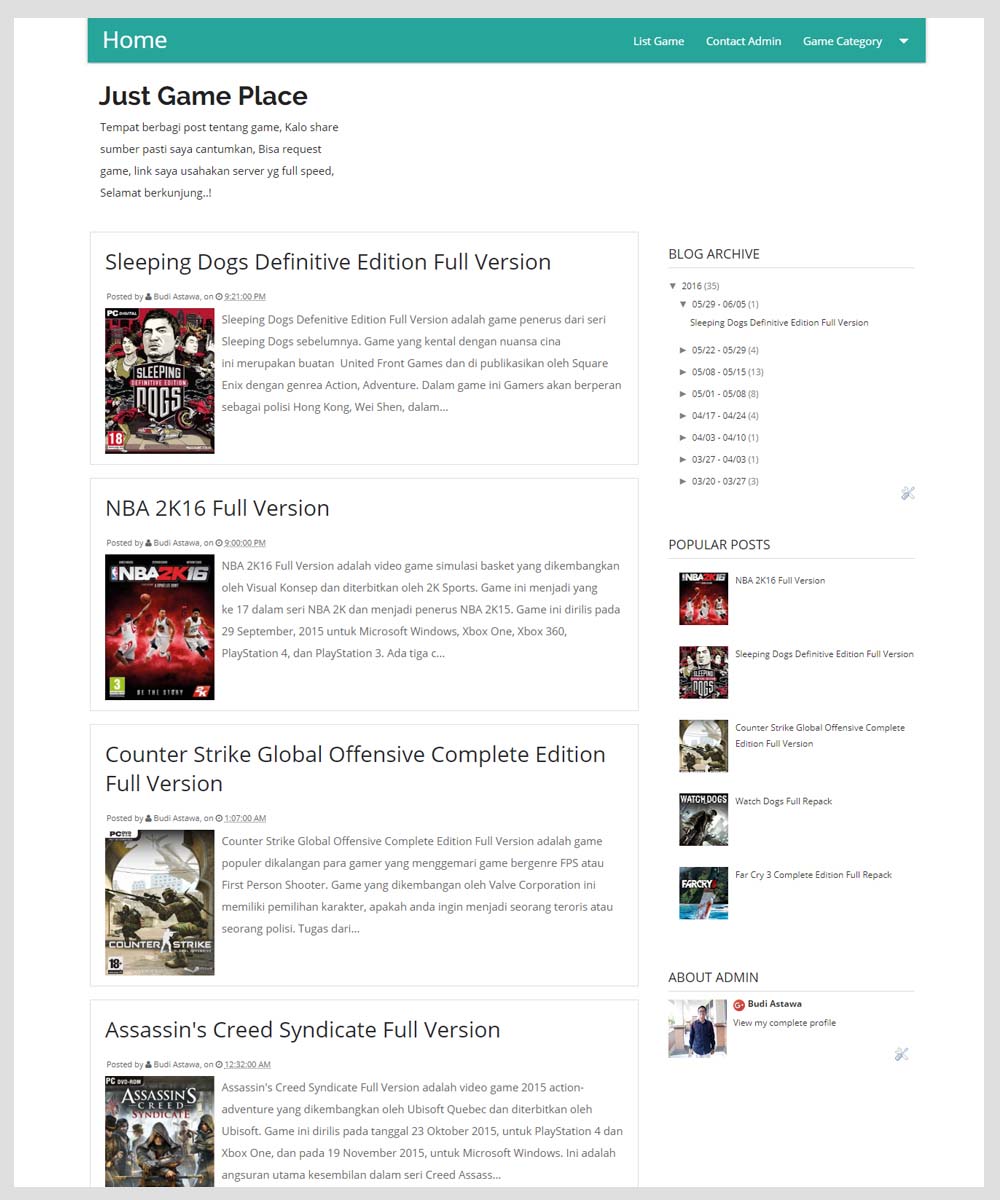 Home
List Game
Contact Admin
Game Category
Just Game Place
Tempat berbagi post tentang game, Kalo share
sumber pasti saya cantumkan, Bisa request
game, link saya usahakan server yg full speed,
Selamat berkunjung..!
Sleeping Dogs Definitive Edition Full Version
Posted by Budi Astawa, on 9:21:00 PM
PC DIGITAL
SLEEPING
DEFINITIVE EDITION
DOGS
18
Sleeping Dogs Defenitive Edition Full Version adalah game penerus dari seri
Sleeping Dogs sebelumnya. Game yang kental dengan nuansa cina
ini merupakan buatan  United Front Games dan di publikasikan oleh Square
Enix dengan genrea Action, Adventure. Dalam game ini Gamers akan berperan
sebagai polisi Hong Kong, Wei Shen, dalam...
NBA 2K16 Full Version
Posted by Budi Astawa, on 9:00:00 PM
NBA2K16
3
BE THE STORY
2K
NBA 2K16 Full Version adalah video game simulasi basket yang dikembangkan
oleh Visual Konsep dan diterbitkan oleh 2K Sports. Game ini menjadi yang
ke 17 dalam seri NBA 2K dan menjadi penerus NBA 2K15. Game ini dirilis pada
29 September, 2015 untuk Microsoft Windows, Xbox One, Xbox 360,
PlayStation 4, dan PlayStation 3. Ada tiga c...
Counter Strike Global Offensive Complete Edition
Full Version
Posted by Budi Astawa, on 1:07:00 AM
PC DVD
COUNTER STRIKE
18+
Counter Strike Global Offensive Complete Edition Full Version adalah game
populer dikalangan para gamer yang menggemari game bergenre FPS atau
First Person Shooter. Game yang dikembangan oleh Valve Corporation ini
memiliki pemilihan karakter, apakah anda ingin menjadi seorang teroris atau
seorang polisi. Tugas dari...
Assassin's Creed Syndicate Full Version
Posted by Budi Astawa, on 12:32:00 AM
PC DVD-ROM
ASSASSIN'S
CREED
SYNDICATE
Assassin's Creed Syndicate Full Version adalah video game 2015 action-
adventure yang dikembangkan oleh Ubisoft Quebec dan diterbitkan oleh
Ubisoft. Game ini dirilis pada tanggal 23 Oktober 2015, untuk PlayStation 4 dan
Xbox One, dan pada 19 November 2015, untuk Microsoft Windows. Ini adalah
angsuran utama kesembilan dalam seri Creed Assass...
BLOG ARCHIVE
▼ 2016 (35)
▼ 05/29 - 06/05 (1)
Sleeping Dogs Definitive Edition Full Version
► 05/22 - 05/29 (4)
► 05/08 - 05/15 (13)
► 05/01 - 05/08 (8)
► 04/17 - 04/24 (4)
► 04/03 - 04/10 (1)
► 03/27 - 04/03 (1)
► 03/20 - 03/27 (3)
POPULAR POSTS
NBA2K16
NBA 2K16 Full Version
SLEEPING
DOGS
Sleeping Dogs Definitive Edition Full Version
Counter Strike Global Offensive Complete
Edition Full Version
WATCH DOGS
Watch Dogs Full Repack
FARCRY
Far Cry 3 Complete Edition Full Repack
ABOUT ADMIN
G+ Budi Astawa
View my complete profile